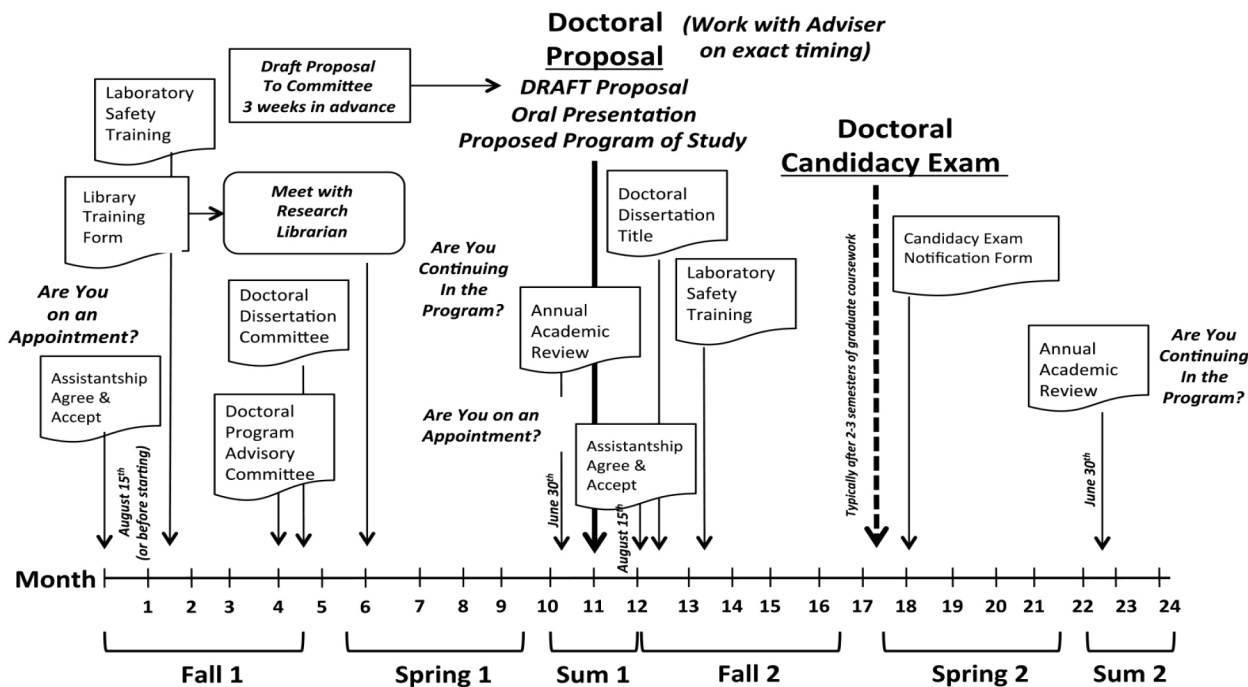 Doctoral
Proposal
(Work with Adviser
on exact timing)
DRAFT Proposal
Oral Presentation
Proposed Program of Study
Draft Proposal
To Committee
3 weeks in advance
Laboratory
Safety
Training
Library
Training
Form
Meet with
Research
Librarian
Are You
on an
Appointment?
Assistantship
Agree &
Accept
August 15th
(or before starting)
Doctoral
Dissertation
Committee
Doctoral
Program
Advisory
Committee
Are You
Continuing
In the
Program?
Annual
Academic
Review
Are You on an
Appointment?
June 30th
Assistantship
Agree &
Accept
August 15th
Doctoral
Dissertation
Title
Laboratory
Safety
Training
Doctoral
Candidacy Exam
Typically after 2-3 semesters of graduate coursework
Candidacy Exam
Notification Form
Annual
Academic
Review
Are You
Continuing
In the
Program?
June 30th
Month
1 2 3 4 5 6 7 8 9 10 11 12 13 14 15 16 17 18 19 20 21 22 23 24
Fall 1 Spring 1 Sum 1 Fall 2 Spring 2 Sum 2